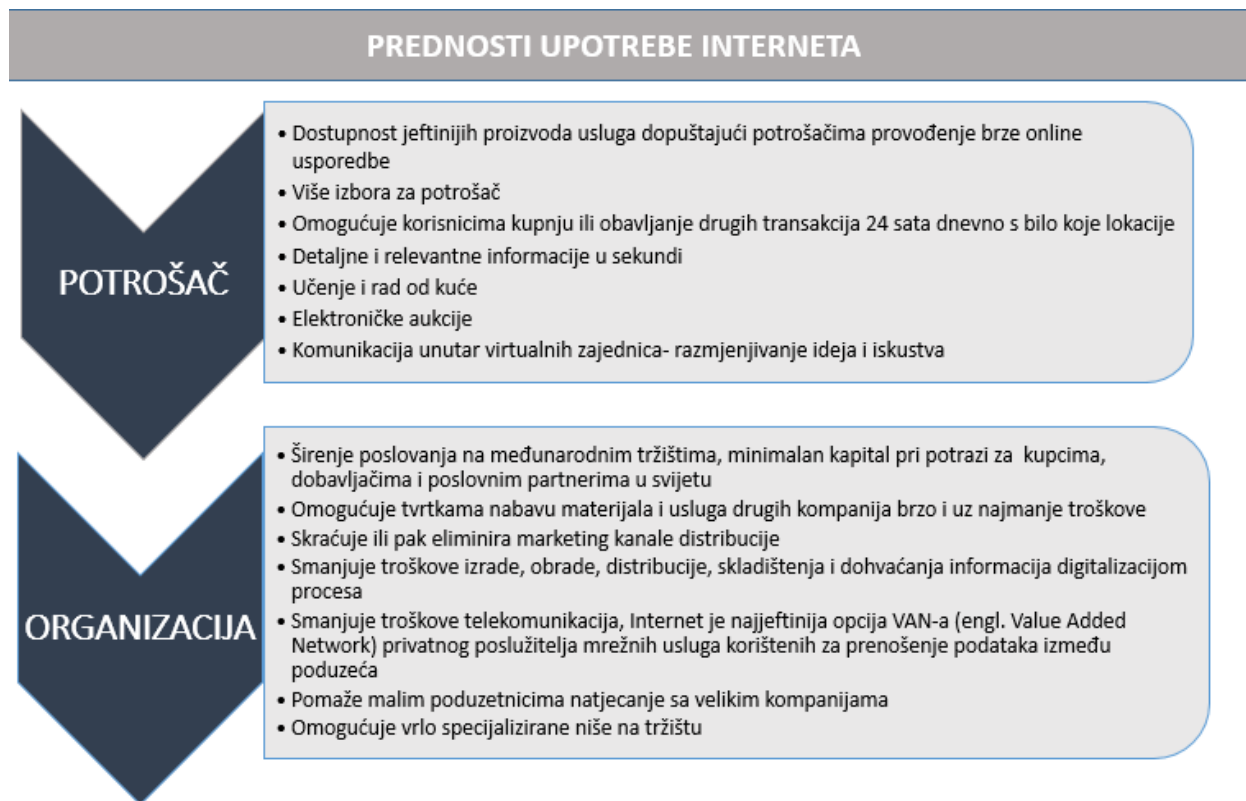 PREDNOSTI UPOTREBE INTERNETA
POTROŠAČ
• Dostupnost jeftinijih proizvoda usluga dopuštajući potrošačima provođenje brze online
usporedbe
• Više izbora za potrošač
• Omogućuje korisnicima kupnju ili obavljanje drugih transakcija 24 sata dnevno s bilo koje lokacije
• Detaljne i relevantne informacije u sekundi
• Učenje i rad od kuće
• Elektroničke aukcije
• Komunikacija unutar virtualnih zajednica- razmjenjivanje ideja i iskustva
ORGANIZACIJA
• Širenje poslovanja na međunarodnim tržištima, minimalan kapital pri potrazi za kupcima,
dobavljačima i poslovnim partnerima u svijetu
• Omogućuje tvrtkama nabavu materijala i usluga drugih kompanija brzo i uz najmanje troškove
• Skraćuje ili pak eliminira marketing kanale distribucije
• Smanjuje troškove izrade, obrade, distribucije, skladištenja i dohvaćanja informacija digitalizacijom
procesa
• Smanjuje troškove telekomunikacija, Internet je najjeftinija opcija VAN-a (engl. Value Added
Network) privatnog poslužitelja mrežnih usluga korištenih za prenošenje podataka između
poduzeća
• Pomaže malim poduzetnicima natjecanje sa velikim kompanijama
• Omogućuje vrlo specijalizirane niše na tržištu